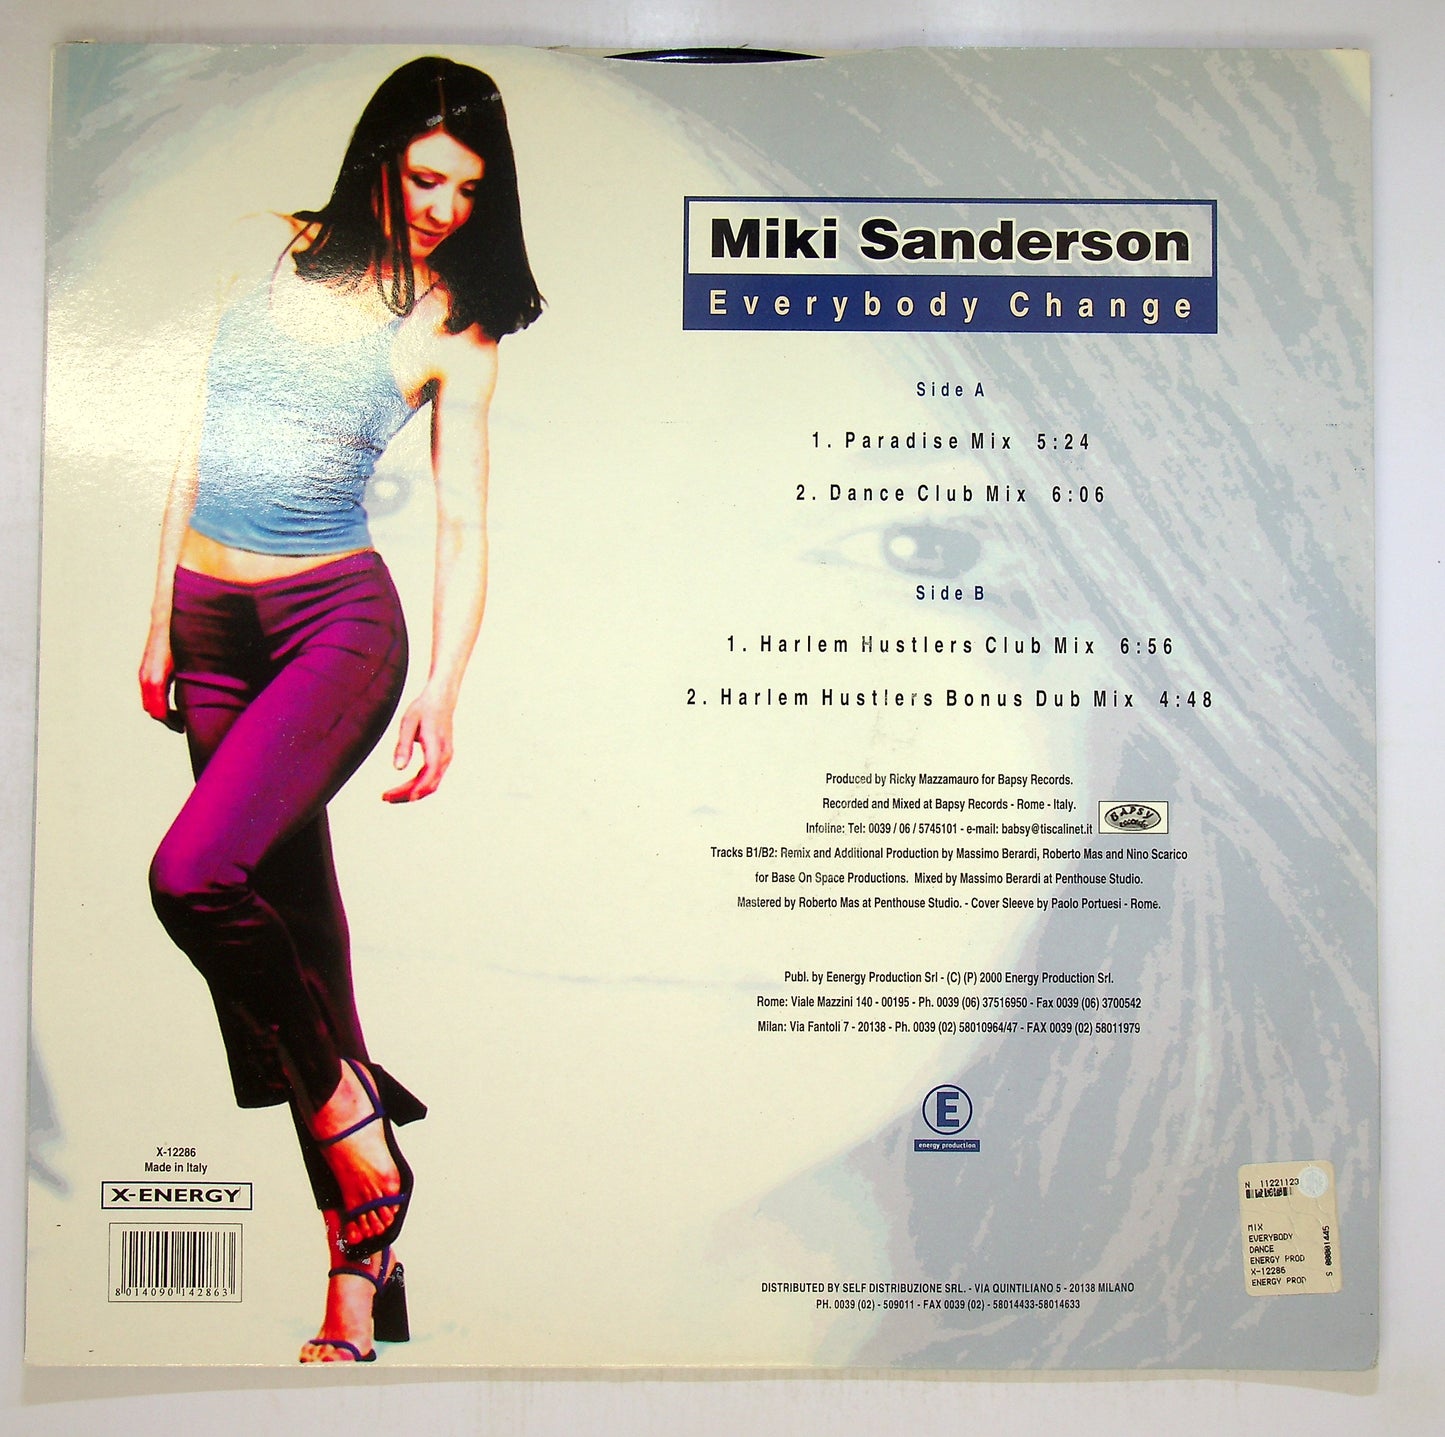 Miki Sanderson
Everybody Change
Side A
1. Paradise Mix 5:24
2. Dance Club Mix 6:06
Side B
1. Harlem Hustlers Club Mix 6:56
2. Harlem Hustlers Bonus Dub Mix 4:48
Produced by Ricky Mazzamauro for Bapsy Records.
Recorded and Mixed at Bapsy Records - Rome - Italy.
Infoline: Tel: 0039 / 06 / 5745101 - e-mail: babsy@tiscalinet.it
BAPSY
records
Tracks B1/B2: Remix and Additional Production by Massimo Berardi, Roberto Mas and Nino Scarico
for Base On Space Productions. Mixed by Massimo Berardi at Penthouse Studio.
Mastered by Roberto Mas at Penthouse Studio. - Cover Sleeve by Paolo Portuesi - Rome.
Publ. by Eenergy Production Srl - (C) (P) 2000 Energy Production Srl.
Rome: Viale Mazzini 140 - 00195 - Ph. 0039 (06) 37516950 - Fax 0039 (06) 3700542
Milan: Via Fantoli 7 - 20138 - Ph. 0039 (02) 58010964/47 - FAX 0039 (02) 58011979
E
energy production
X-12286
Made in Italy
X-ENERGY
8 014090 142863
N 11221123
MIX
EVERYBODY
DANCE
ENERGY PROD
X-12286
ENERGY PROD
S 00001445
DISTRIBUTED BY SELF DISTRIBUZIONE SRL. - VIA QUINTILIANO 5 - 20138 MILANO
PH. 0039 (02) - 509011 - FAX 0039 (02) - 58014433-58014633